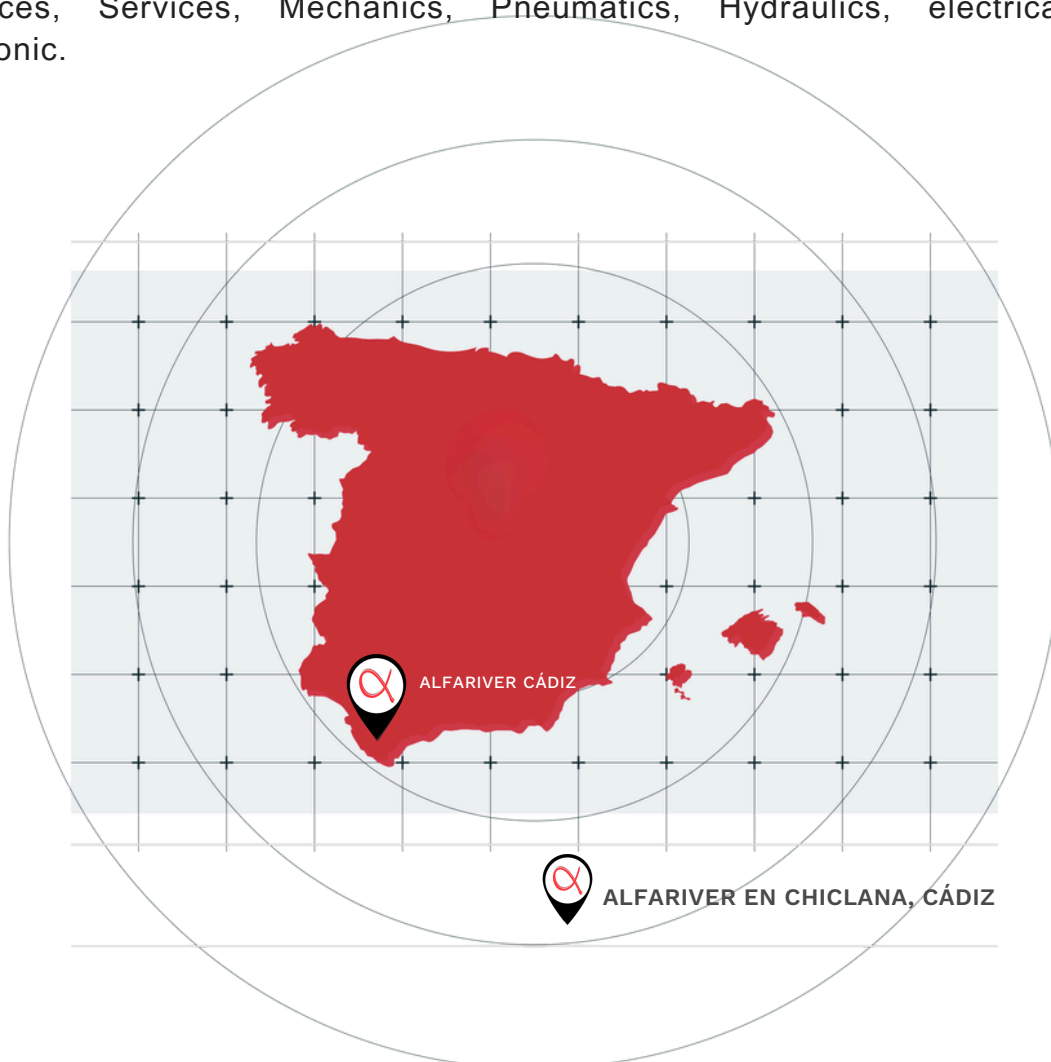 ces, Services, Mechanics, Pneumatics, Hydraulics, electrica
onic.
ALFARIVER CÁDIZ
ALFARIVER EN CHICLANA, CÁDIZ